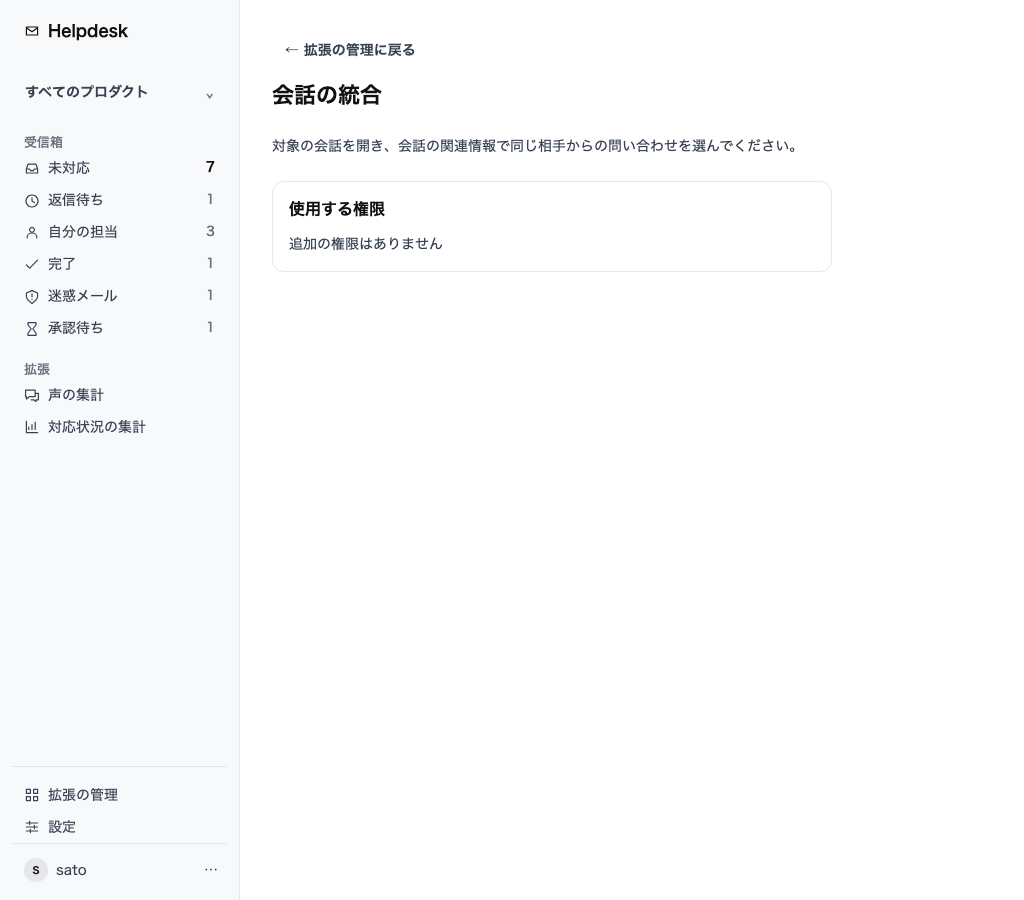 Helpdesk
すべてのプロダクト
受信箱
未対応 7
返信待ち 1
自分の担当 3
完了 1
迷惑メール 1
承認待ち 1
拡張
声の集計
対応状況の集計
拡張の管理
設定
S sato ...
← 拡張の管理に戻る
会話の統合
対象の会話を開き、会話の関連情報で同じ相手からの問い合わせを選んでください。
使用する権限
追加の権限はありません